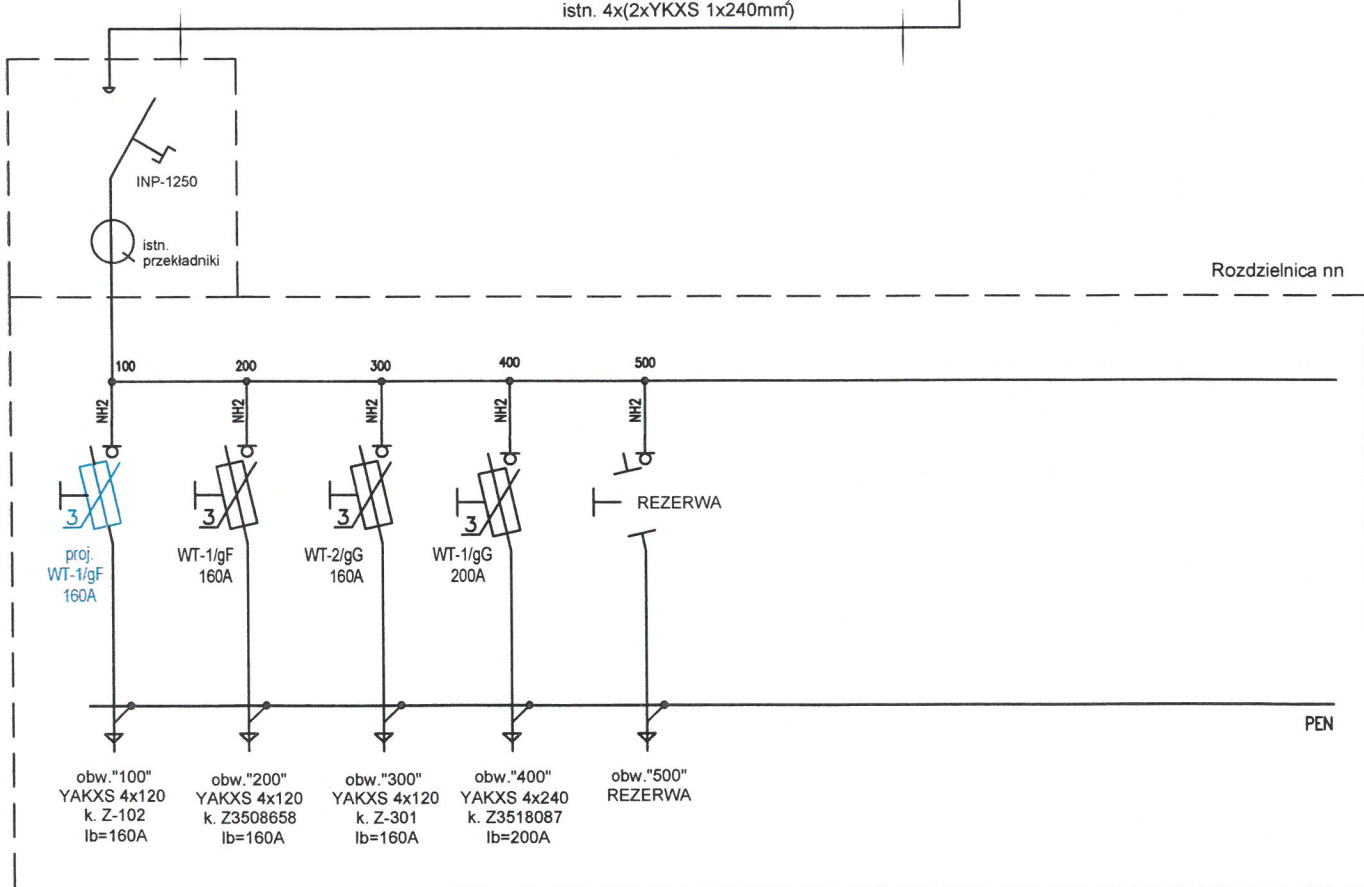 istn. 4x(2xYKXS 1x240mm²)
INP-1250
istn.
przekładniki
Rozdzielnica nn
100 200 300 400 500
NH2 NH2 NH2 NH2 NH2
3 3 3 3
REZERWA
proj.
WT-1/gF
160A
WT-1/gF
160A
WT-2/gG
160A
WT-1/gG
200A
PEN
obw."100"
YAKXS 4x120
k. Z-102
Ib=160A
obw."200"
YAKXS 4x120
k. Z3508658
Ib=160A
obw."300"
YAKXS 4x120
k. Z-301
Ib=160A
obw."400"
YAKXS 4x240
k. Z3518087
Ib=200A
obw."500"
REZERWA